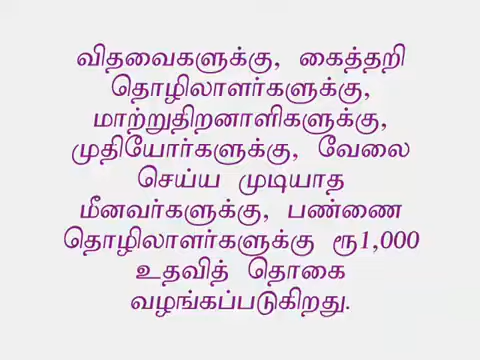 விதவைகளுக்கு, கைத்தறி
தொழிலாளர்களுக்கு,
மாற்றுதிறனாளிகளுக்கு,
முதியோர்களுக்கு, வேலை
செய்ய முடியாத
மீனவர்களுக்கு, பண்ணை
தொழிலாளர்களுக்கு ரூ1,000
உதவித் தொகை
வழங்கப்படுகிறது.